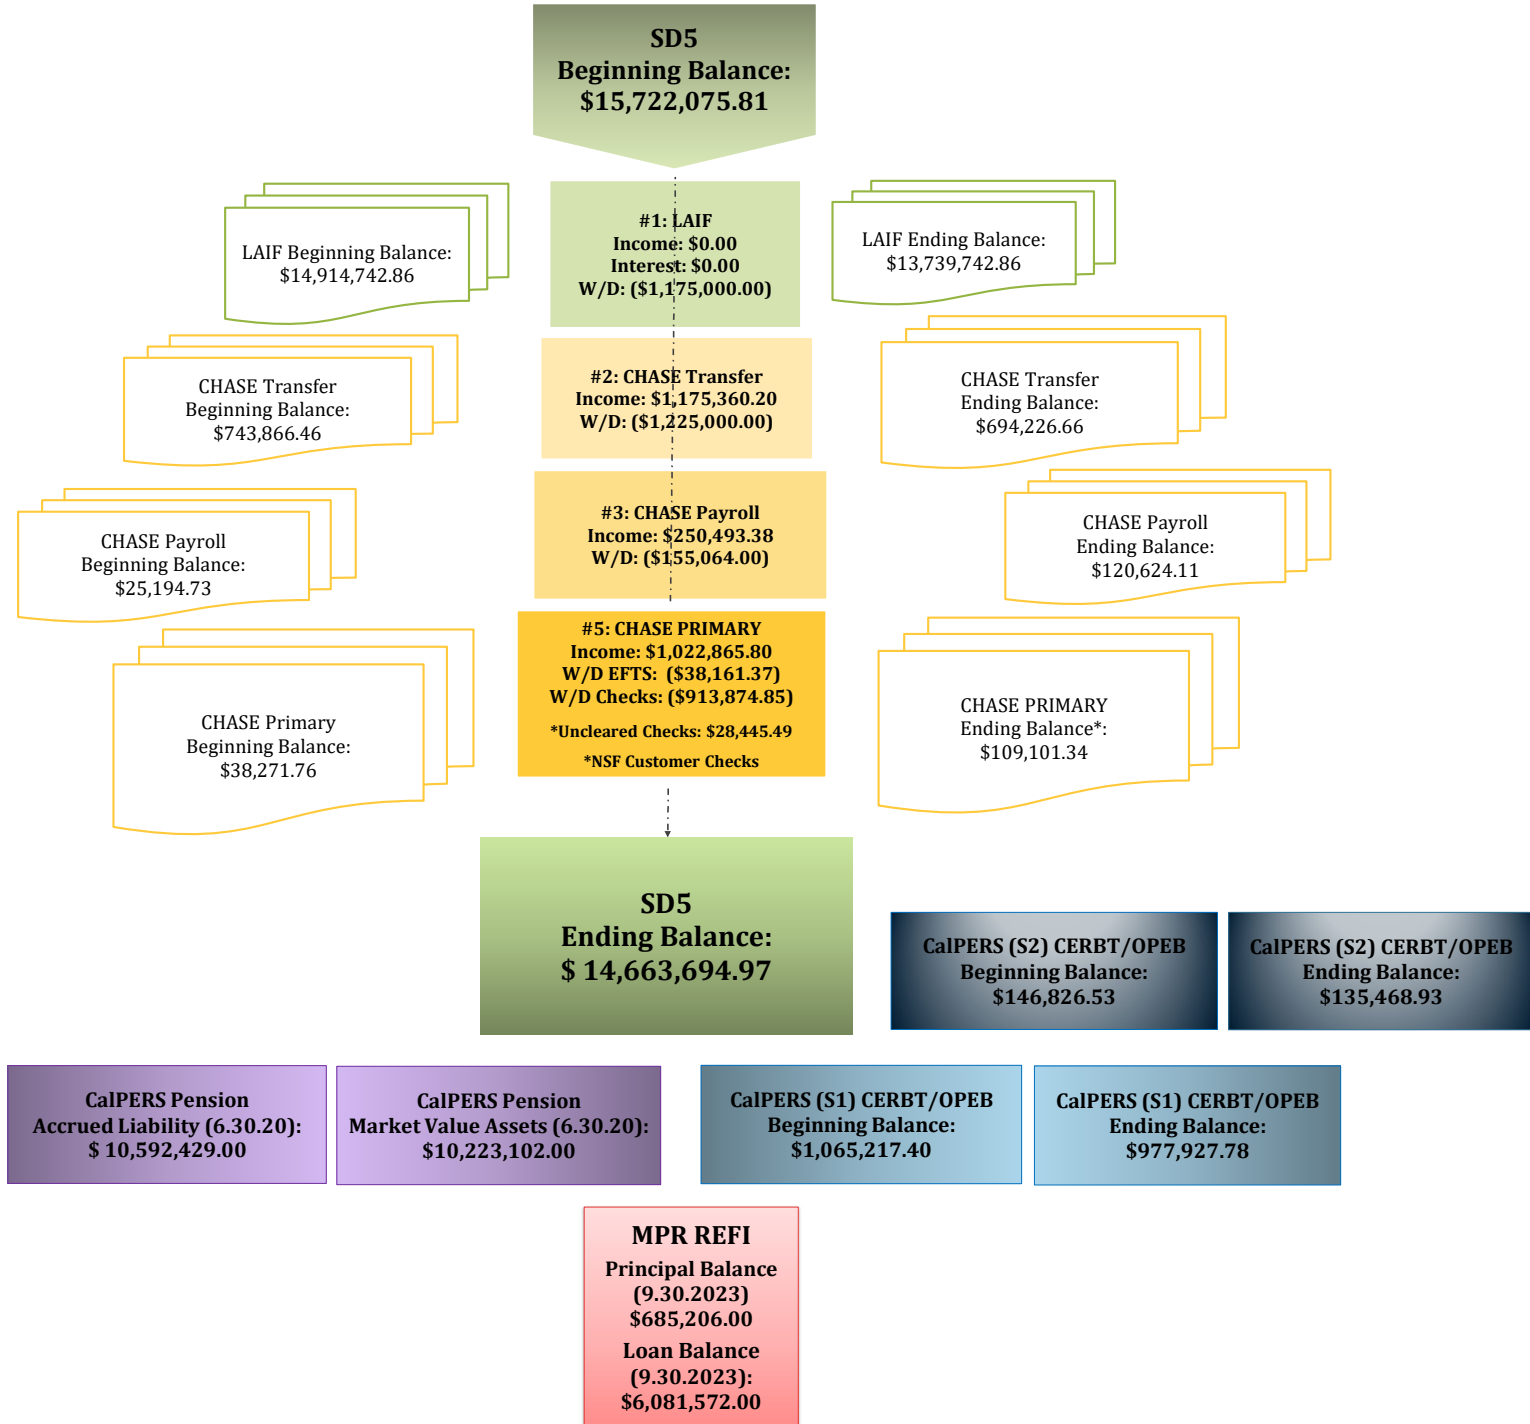 SD5
Beginning Balance:
$15,722,075.81
LAIF Beginning Balance:
$14,914,742.86
#1: LAIF
Income: $0.00
Interest: $0.00
W/D: ($1,175,000.00)
LAIF Ending Balance:
$13,739,742.86
CHASE Transfer
Beginning Balance:
$743,866.46
#2: CHASE Transfer
Income: $1,175,360.20
W/D: ($1,225,000.00)
CHASE Transfer
Ending Balance:
$694,226.66
CHASE Payroll
Beginning Balance:
$25,194.73
#3: CHASE Payroll
Income: $250,493.38
W/D: ($155,064.00)
CHASE Payroll
Ending Balance:
$120,624.11
CHASE Primary
Beginning Balance:
$38,271.76
#5: CHASE PRIMARY
Income: $1,022,865.80
W/D EFTS:  ($38,161.37)
W/D Checks: ($913,874.85)
*Uncleared Checks: $28,445.49
*NSF Customer Checks
CHASE PRIMARY
Ending Balance*:
$109,101.34
SD5
Ending Balance:
$ 14,663,694.97
CalPERS (S2) CERBT/OPEB
Beginning Balance:
$146,826.53
CalPERS (S2) CERBT/OPEB
Ending Balance:
$135,468.93
CalPERS Pension
Accrued Liability (6.30.20):
$ 10,592,429.00
CalPERS Pension
Market Value Assets (6.30.20):
$10,223,102.00
CalPERS (S1) CERBT/OPEB
Beginning Balance:
$1,065,217.40
CalPERS (S1) CERBT/OPEB
Ending Balance:
$977,927.78
MPR REFI
Principal Balance
(9.30.2023)
$685,206.00
Loan Balance
(9.30.2023):
$6,081,572.00